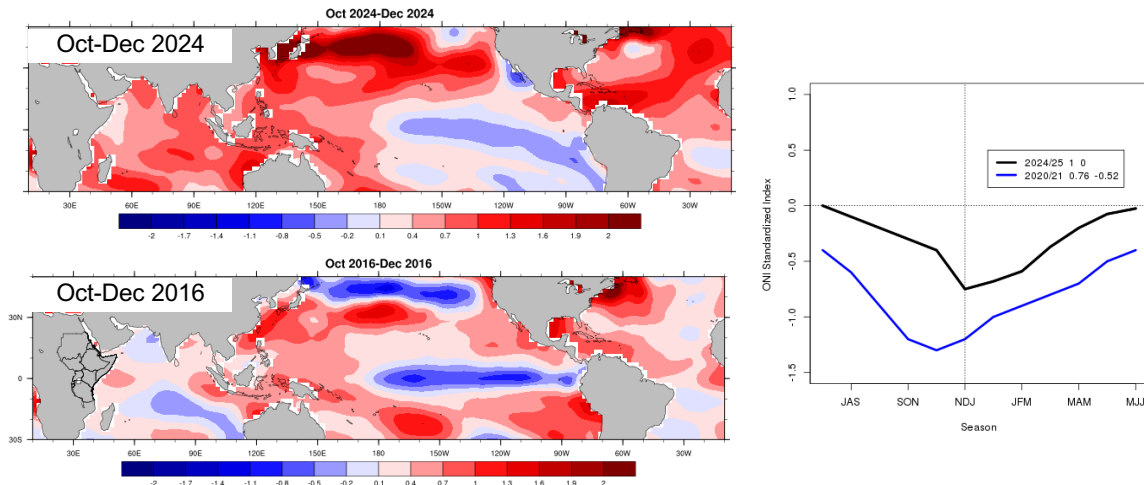 Oct 2024-Dec 2024
Oct-Dec 2024
30E 60E 90E 120E 150E 180 150W 120W 90W 60W 30W
-2 -1.7 -1.4 -1.1 -0.8 -0.5 -0.2 0.1 0.4 0.7 1 1.3 1.6 1.9 2
Oct 2016-Dec 2016
Oct-Dec 2016
30N
0
30S
30E 60E 90E 120E 150E 180 150W 120W 90W 60W 30W
-2 -1.7 -1.4 -1.1 -0.8 -0.5 -0.2 0.1 0.4 0.7 1 1.3 1.6 1.9 2
ONI Standardized Index
1.0
0.5
0.0
-0.5
-1.0
-1.5
2024/25 1 0
2020/21 0.76 -0.52
JAS SON NDJ JFM MAM MJJ
Season